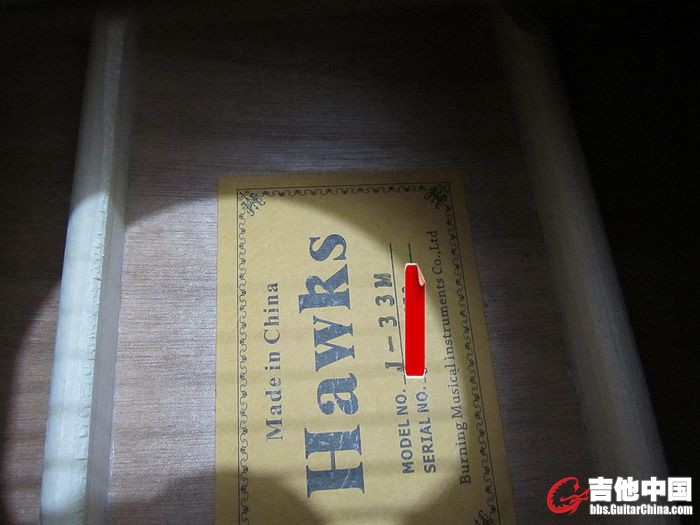 Made in China
Hawks
MODEL NO. J-33M
SERIAL NO.
Burning Musical Instruments Co.,Ltd
吉他中国
bbs.GuitarChina.com